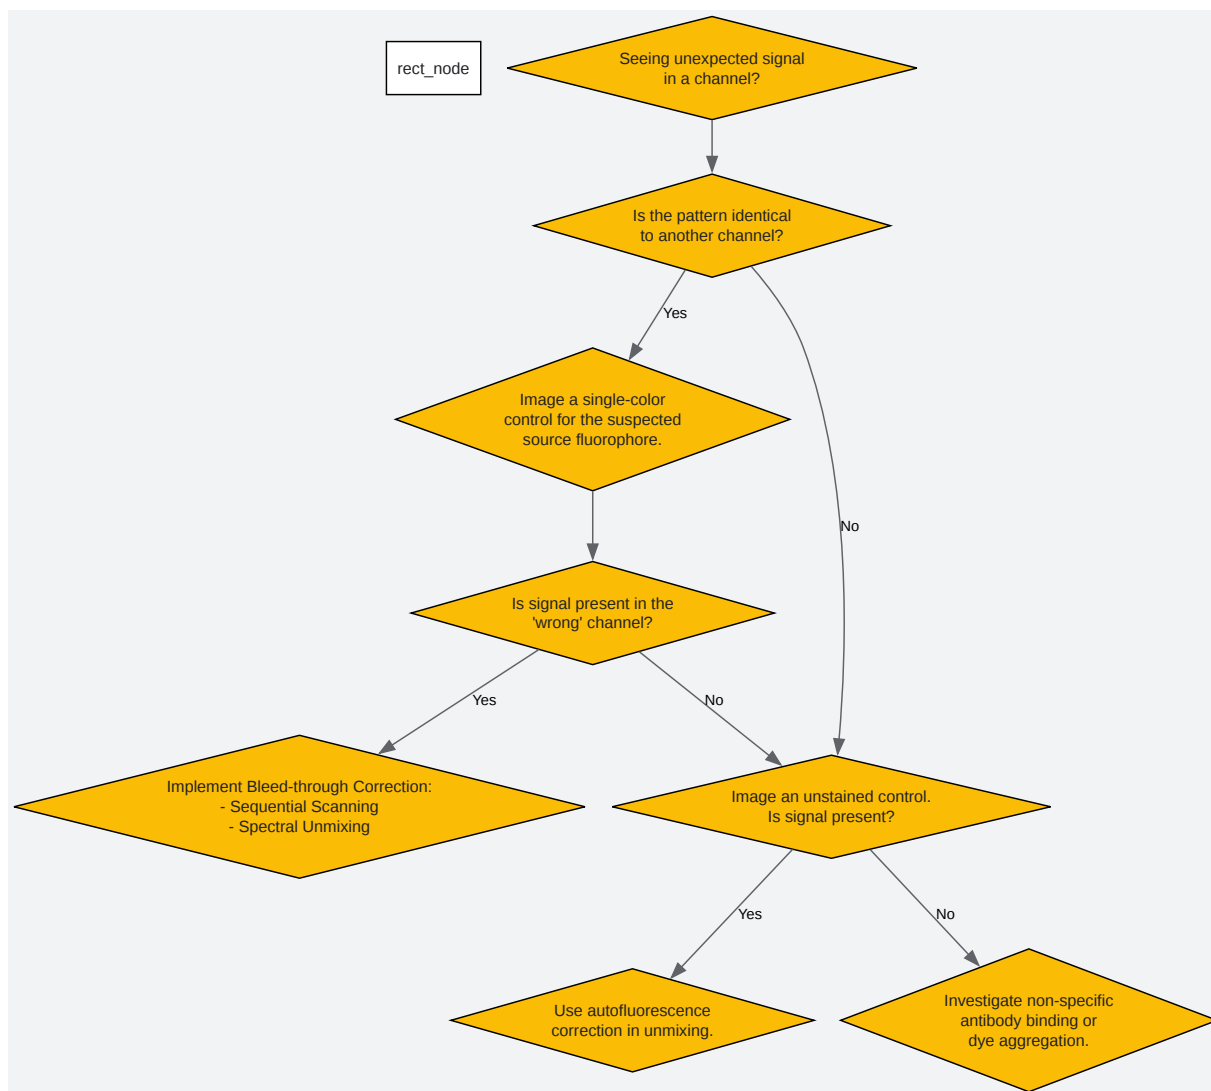 rect_node
Seeing unexpected signal
in a channel?
Is the pattern identical
to another channel?
Yes
Image a single-color
control for the suspected
source fluorophore.
No
Is signal present in the
'wrong' channel?
Yes
No
Implement Bleed-through Correction:
- Sequential Scanning
- Spectral Unmixing
Image an unstained control.
Is signal present?
Yes
No
Use autofluorescence
correction in unmixing.
Investigate non-specific
antibody binding or
dye aggregation.